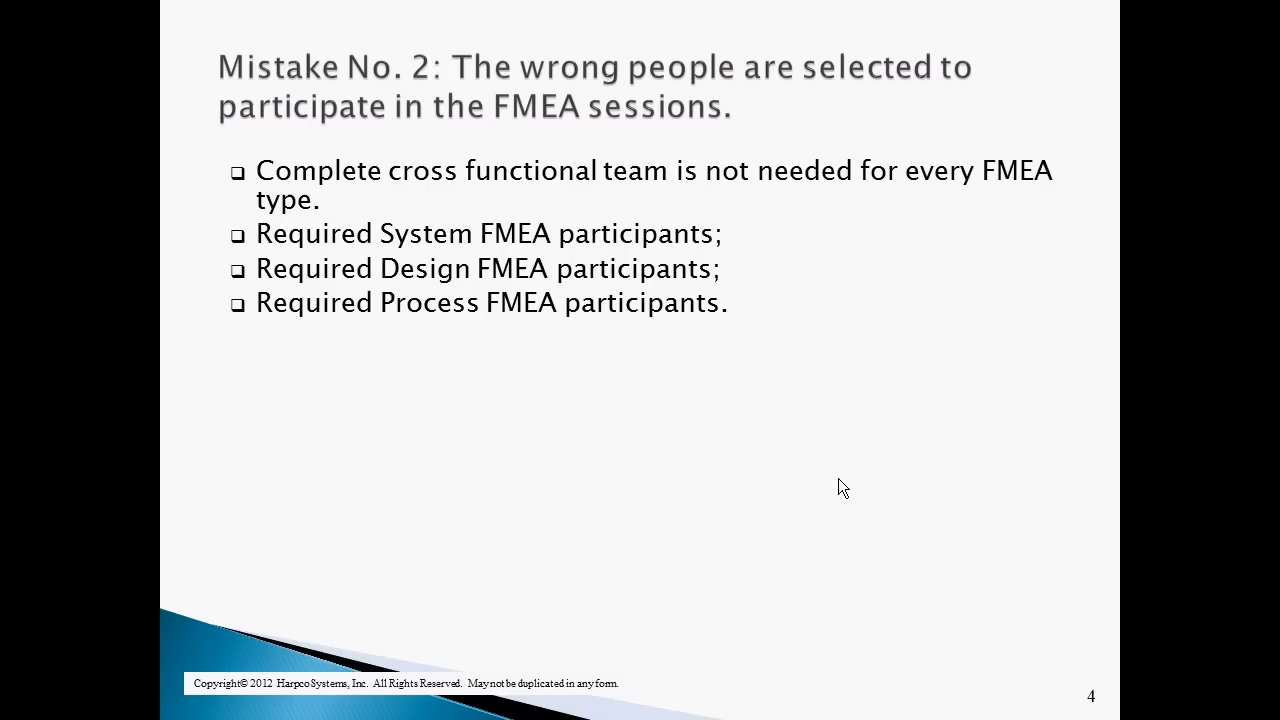 Mistake No. 2: The wrong people are selected to
participate in the FMEA sessions.
Complete cross functional team is not needed for every FMEA
type.
Required System FMEA participants;
Required Design FMEA participants;
Required Process FMEA participants.
Copyright© 2012 Harpco Systems, Inc. All Rights Reserved. May not be duplicated in any form.
4